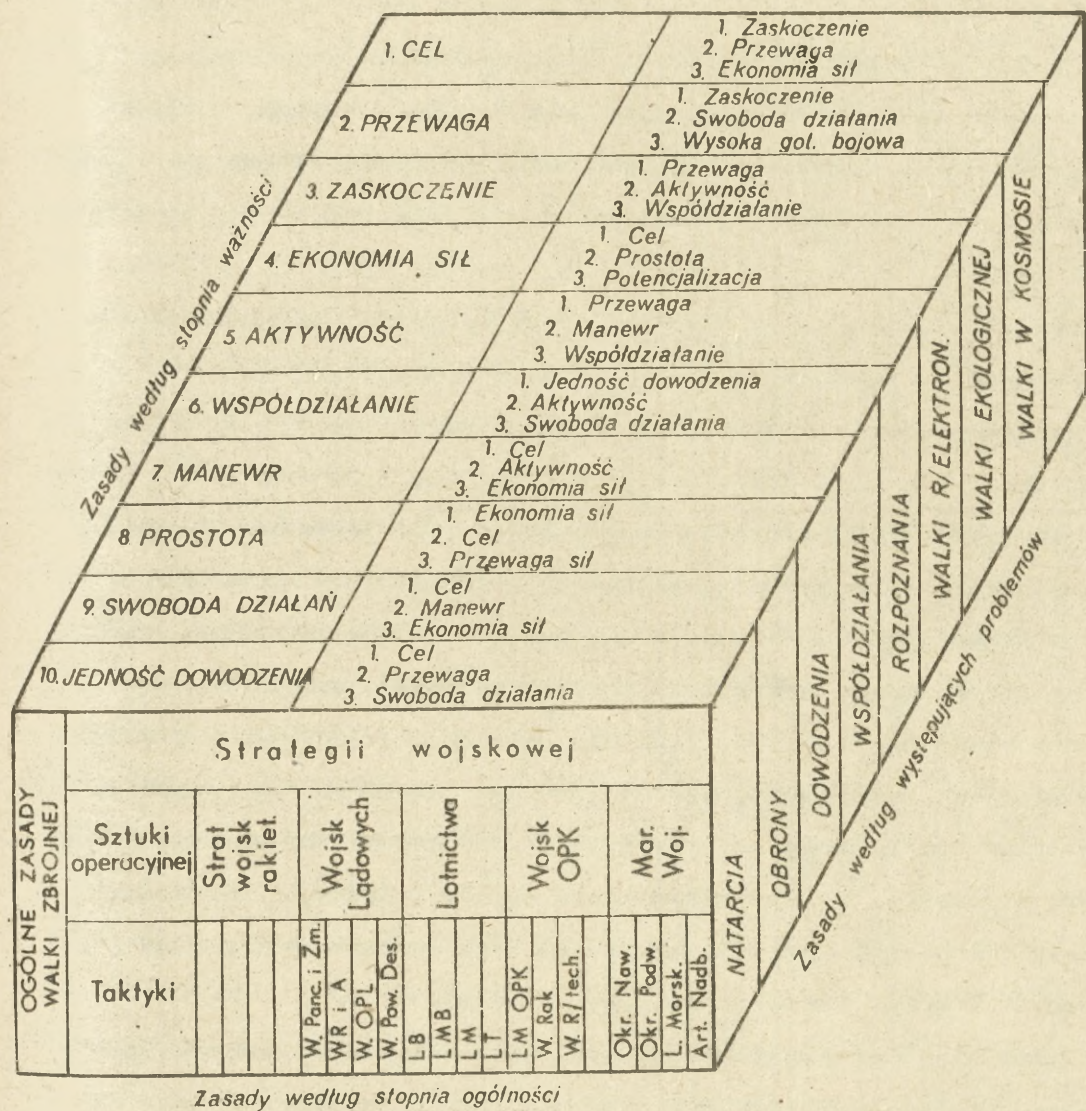 Zasady według stopnia ważności
1. CEL
1. Zaskoczenie
2. Przewaga
3. Ekonomia sił
2. PRZEWAGA
1. Zaskoczenie
2. Swoboda działania
3. Wysoka got. bojowa
3. ZASKOCZENIE
1. Przewaga
2. Aktywność
3. Współdziałanie
4. EKONOMIA SIŁ
1. Cel
2. Prostota
3. Potencjalizacja
5. AKTYWNOŚĆ
1. Przewaga
2. Manewr
3. Współdziałanie
6. WSPÓŁDZIAŁANIE
1. Jedność dowodzenia
2. Aktywność
3. Swoboda działania
7. MANEWR
1. Cel
2. Aktywność
3. Ekonomia sił
8. PROSTOTA
1. Ekonomia sił
2. Cel
3. Przewaga sił
9. SWOBODA DZIAŁAŃ
1. Cel
2. Manewr
3. Ekonomia sił
10. JEDNOŚĆ DOWODZENIA
1. Cel
2. Przewaga
3. Swoboda działania
OGÓLNE ZASADY
WALKI ZBROJNEJ
Strategii wojskowej
Sztuki
operacyjnej
Strat
wojsk
rakiet.
Wojsk
Lądowych
Lotnictwa
Wojsk
OPK
Mar.
Woj.
Taktyki
W. Panc. i Zm.
WR i A
W. OPL
W. Pow. Des.
LB
LMB
LM
LT
LM OPK
W. Rak
W. R/tech.
Okr. Naw.
Okr. Podw.
L. Morsk.
Art. Nadb.
NATARCIA
OBRONY
DOWODZENIA
WSPÓŁDZIAŁANIA
ROZPOZNANIA
WALKI R/ELEKTRON.
WALKI EKOLOGICZNEJ
WALKI W KOSMOSIE
Zasady według występujących problemów
Zasady według stopnia ogólności